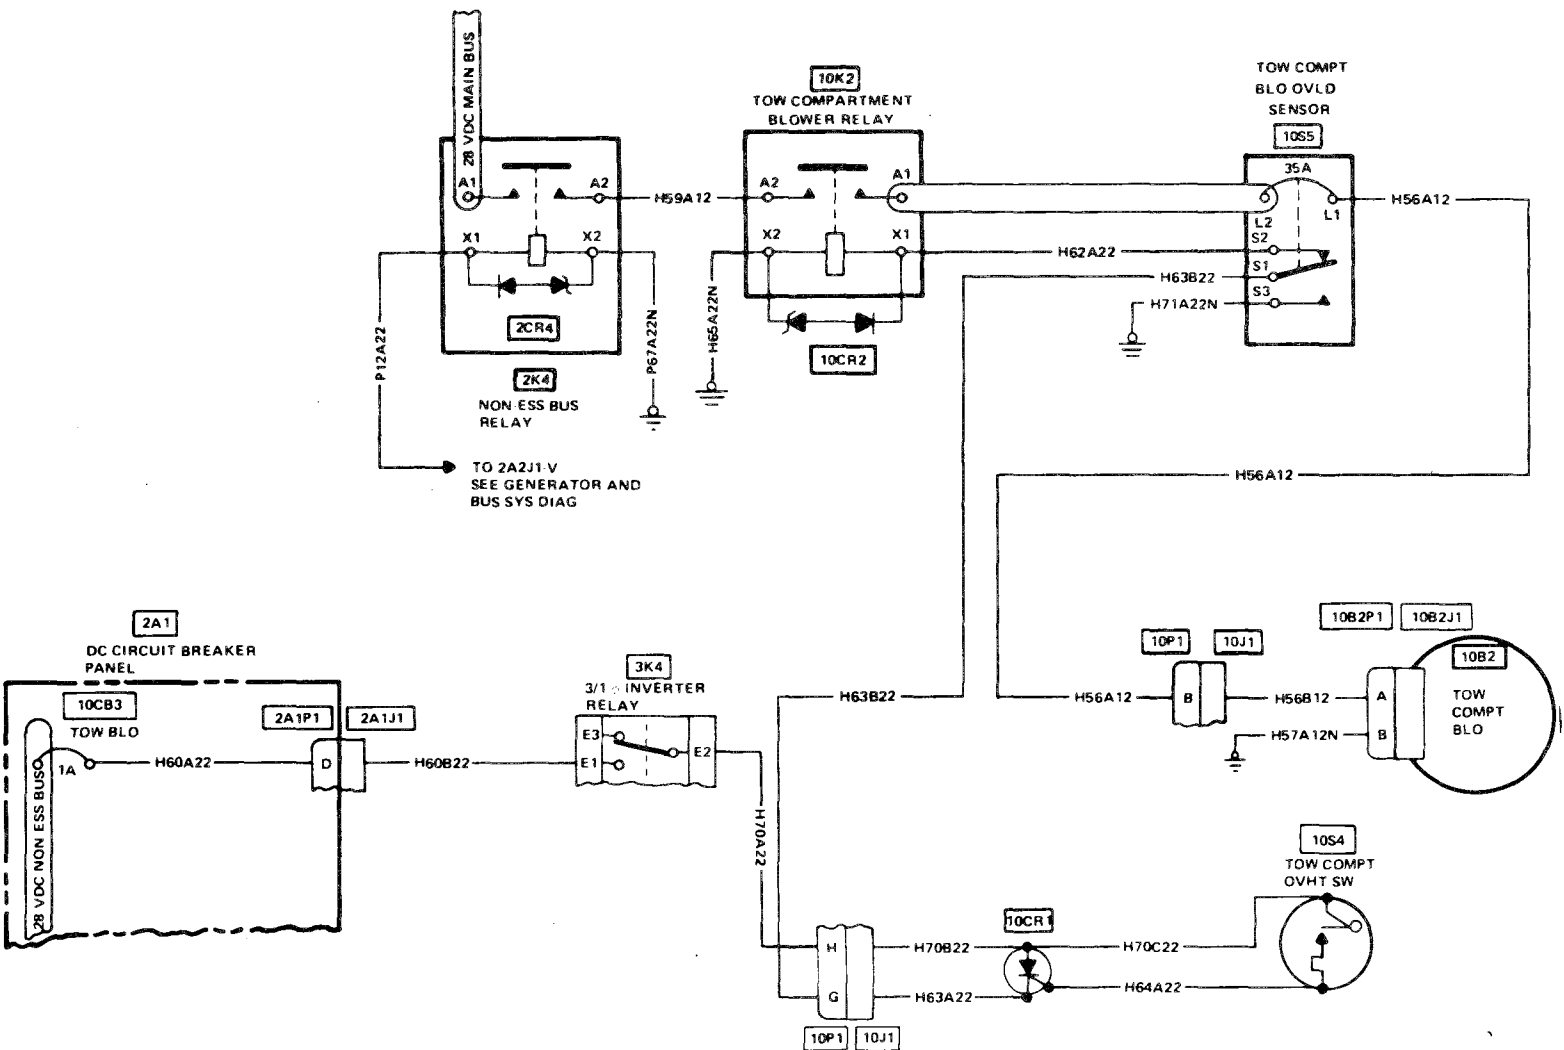 28 VDC MAIN BUS
A1
A2
X1
X2
2CR4
2K4
NON-ESS BUS
RELAY
P12A22
P67A22N
TO 2A2J1-V
SEE GENERATOR AND
BUS SYS DIAG
H59A12
10K2
TOW COMPARTMENT
BLOWER RELAY
A2
A1
X2
X1
10CR2
H65A22N
TOW COMPT
BLO OVLD
SENSOR
10S5
35A
L2
L1
S2
S1
S3
H62A22
H63B22
H71A22N
H56A12
H56A12
2A1
DC CIRCUIT BREAKER
PANEL
10CB3
TOW BLO
28 VDC NON ESS BUS
1A
H60A22
2A1P1
2A1J1
D
H60B22
3K4
3/1 ○ INVERTER
RELAY
E3
E1
E2
H70A22
H63B22
H56A12
10P1
10J1
B
H56B12
H57A12N
10B2P1
10B2J1
A
B
10B2
TOW
COMPT
BLO
10S4
TOW COMPT
OVHT SW
10CR1
H
G
H70B22
H70C22
H63A22
H64A22
10P1
10J1